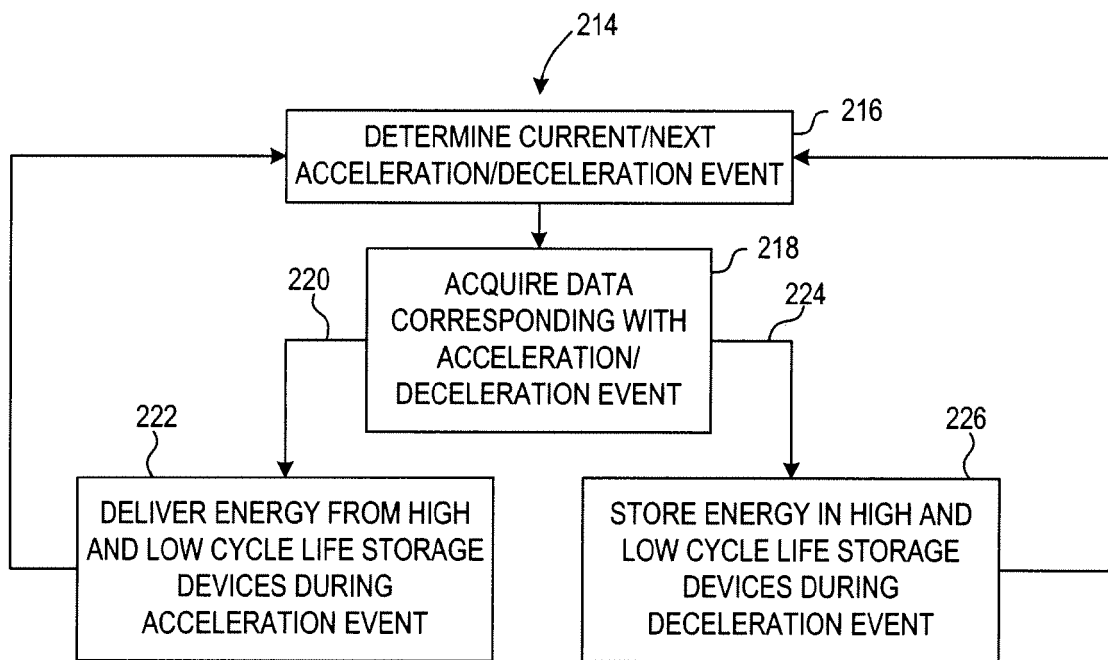 214
216
DETERMINE CURRENT/NEXT
ACCELERATION/DECELERATION EVENT
218
220
224
ACQUIRE DATA
CORRESPONDING WITH
ACCELERATION/
DECELERATION EVENT
222
226
DELIVER ENERGY FROM HIGH
AND LOW CYCLE LIFE STORAGE
DEVICES DURING
ACCELERATION EVENT
STORE ENERGY IN HIGH AND
LOW CYCLE LIFE STORAGE
DEVICES DURING
DECELERATION EVENT